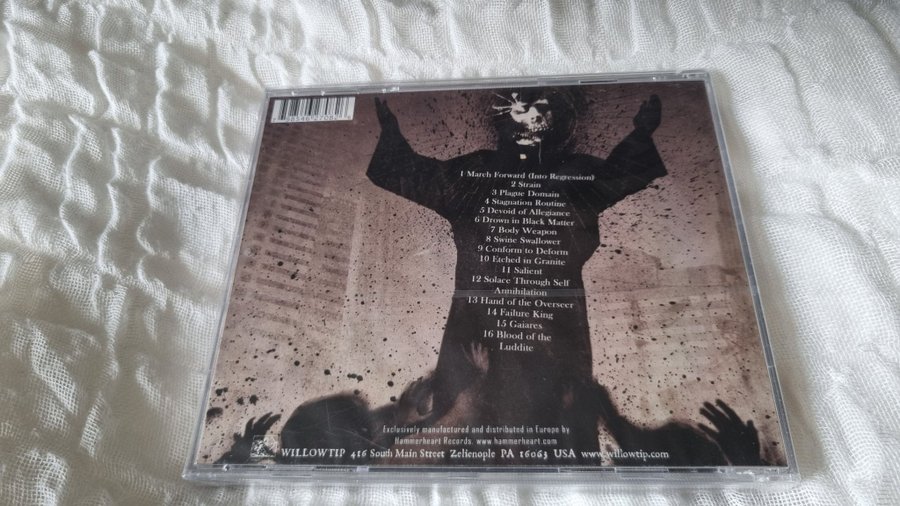 1 March Forward (Into Regression)
2 Strain
3 Plague Domain
4 Stagnation Routine
5 Devoid of Allegiance
6 Drown in Black Matter
7 Body Weapon
8 Swine Swallower
9 Conform to Deform
10 Etched in Granite
11 Salient
12 Solace Through Self
Annihilation
13 Hand of the Overseer
14 Failure King
15 Gaiares
16 Blood of the
Luddite
Exclusively manufactured and distributed in Europe by
Hammerheart Records. www.hammerheart.com
WILLOWTIP 416 South Main Street Zelienople PA 16063 USA www.willowtip.com